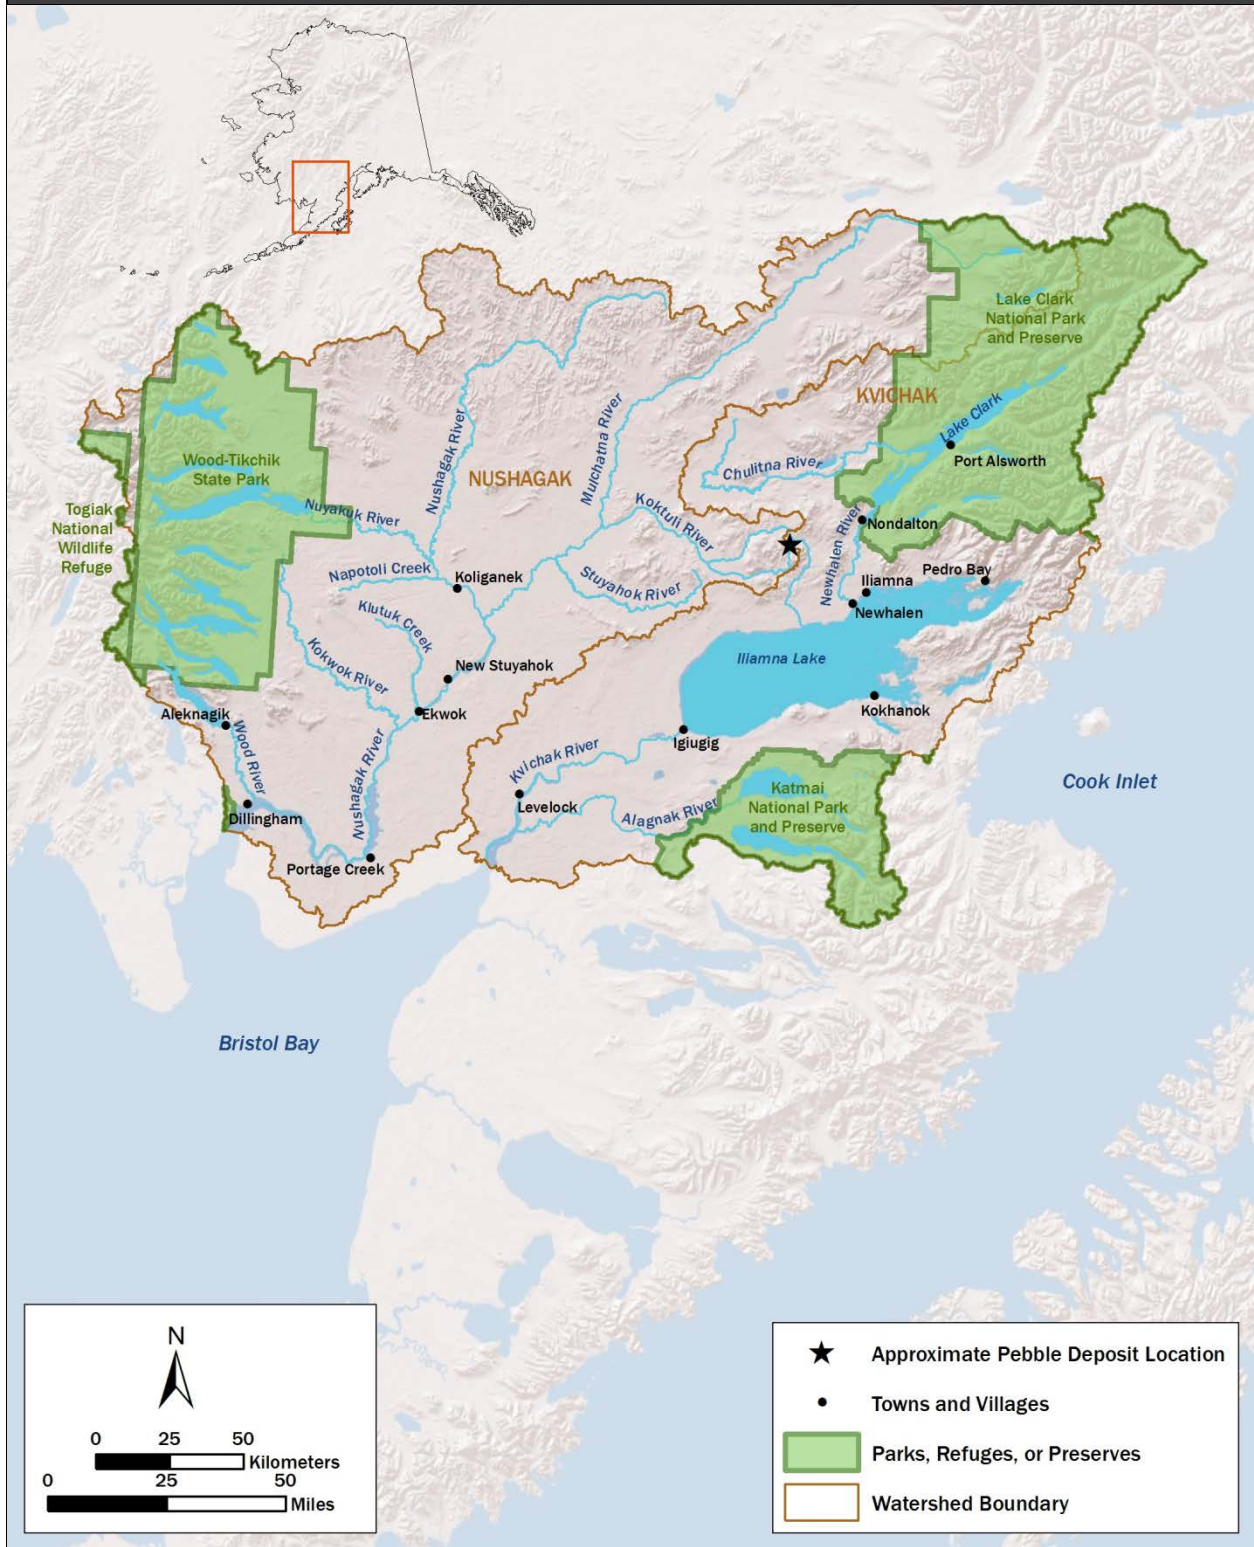 Lake Clark
National Park
and Preserve
KVICHAK
Lake Clark
Port Alsworth
Nushagak River
Mulchatna River
Wood-Tikchik
State Park
NUSHAGAK
Chulitna River
Togiak
National
Wildlife
Refuge
Nuyakuk River
Koktuli River
Nondalton
Newhalen River
Napotoli Creek
Koliganek
Stuyahok River
Iliamna
Pedro Bay
Newhalen
Klutuk Creek
Kokwok River
New Stuyahok
Iliamna Lake
Kokhanok
Aleknagik
Ekwok
Igiugig
Wood River
Nushagak River
Kvichak River
Levelock
Alagnak River
Katmai
National Park
and Preserve
Cook Inlet
Dillingham
Portage Creek
Bristol Bay
N
0 25 50
Kilometers
0 25 50
Miles
Approximate Pebble Deposit Location
Towns and Villages
Parks, Refuges, or Preserves
Watershed Boundary